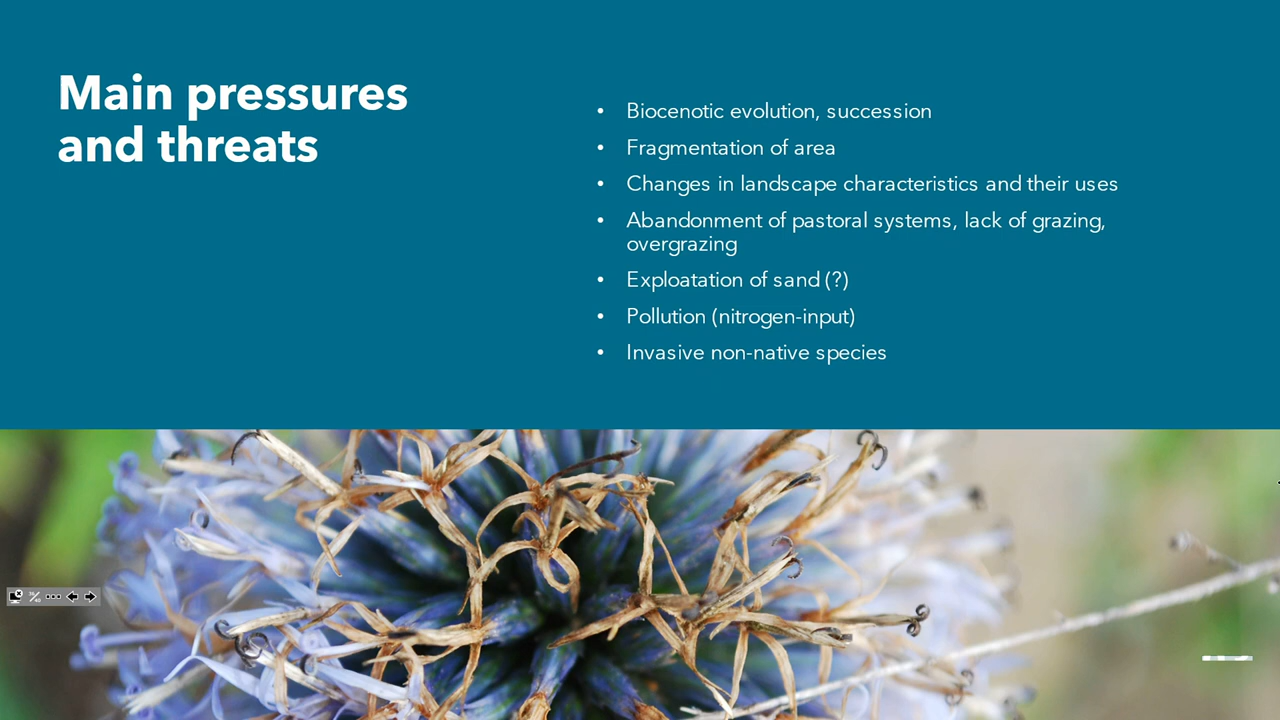 Main pressures
and threats
• Biocenotic evolution, succession
• Fragmentation of area
• Changes in landscape characteristics and their uses
• Abandonment of pastoral systems, lack of grazing,
overgrazing
• Exploatation of sand (?)
• Pollution (nitrogen-input)
• Invasive non-native species